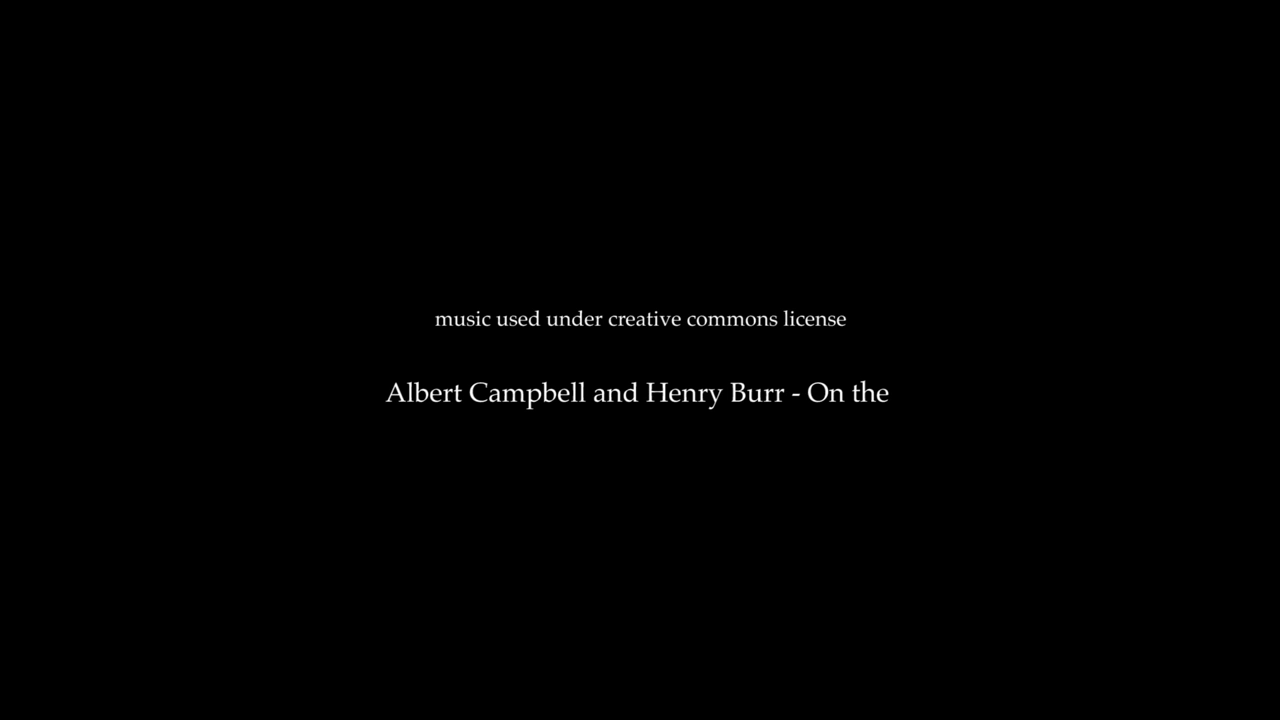 music used under creative commons license
Albert Campbell and Henry Burr - On the